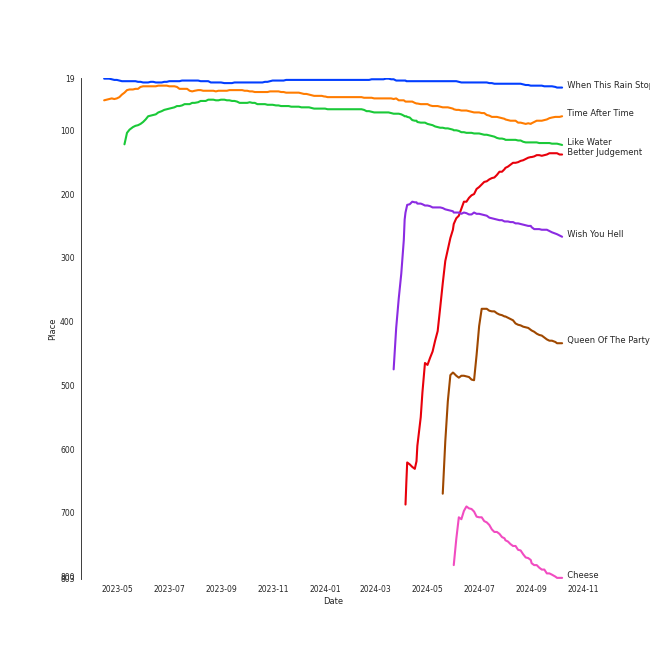 19
When This Rain Stop
Time After Time
100
Like Water
Better Judgement
200
Wish You Hell
300
400
Place
Queen Of The Party
500
600
700
Cheese
803
2023-05 2023-07 2023-09 2023-11 2024-01 2024-03 2024-05 2024-07 2024-09 2024-11
Date